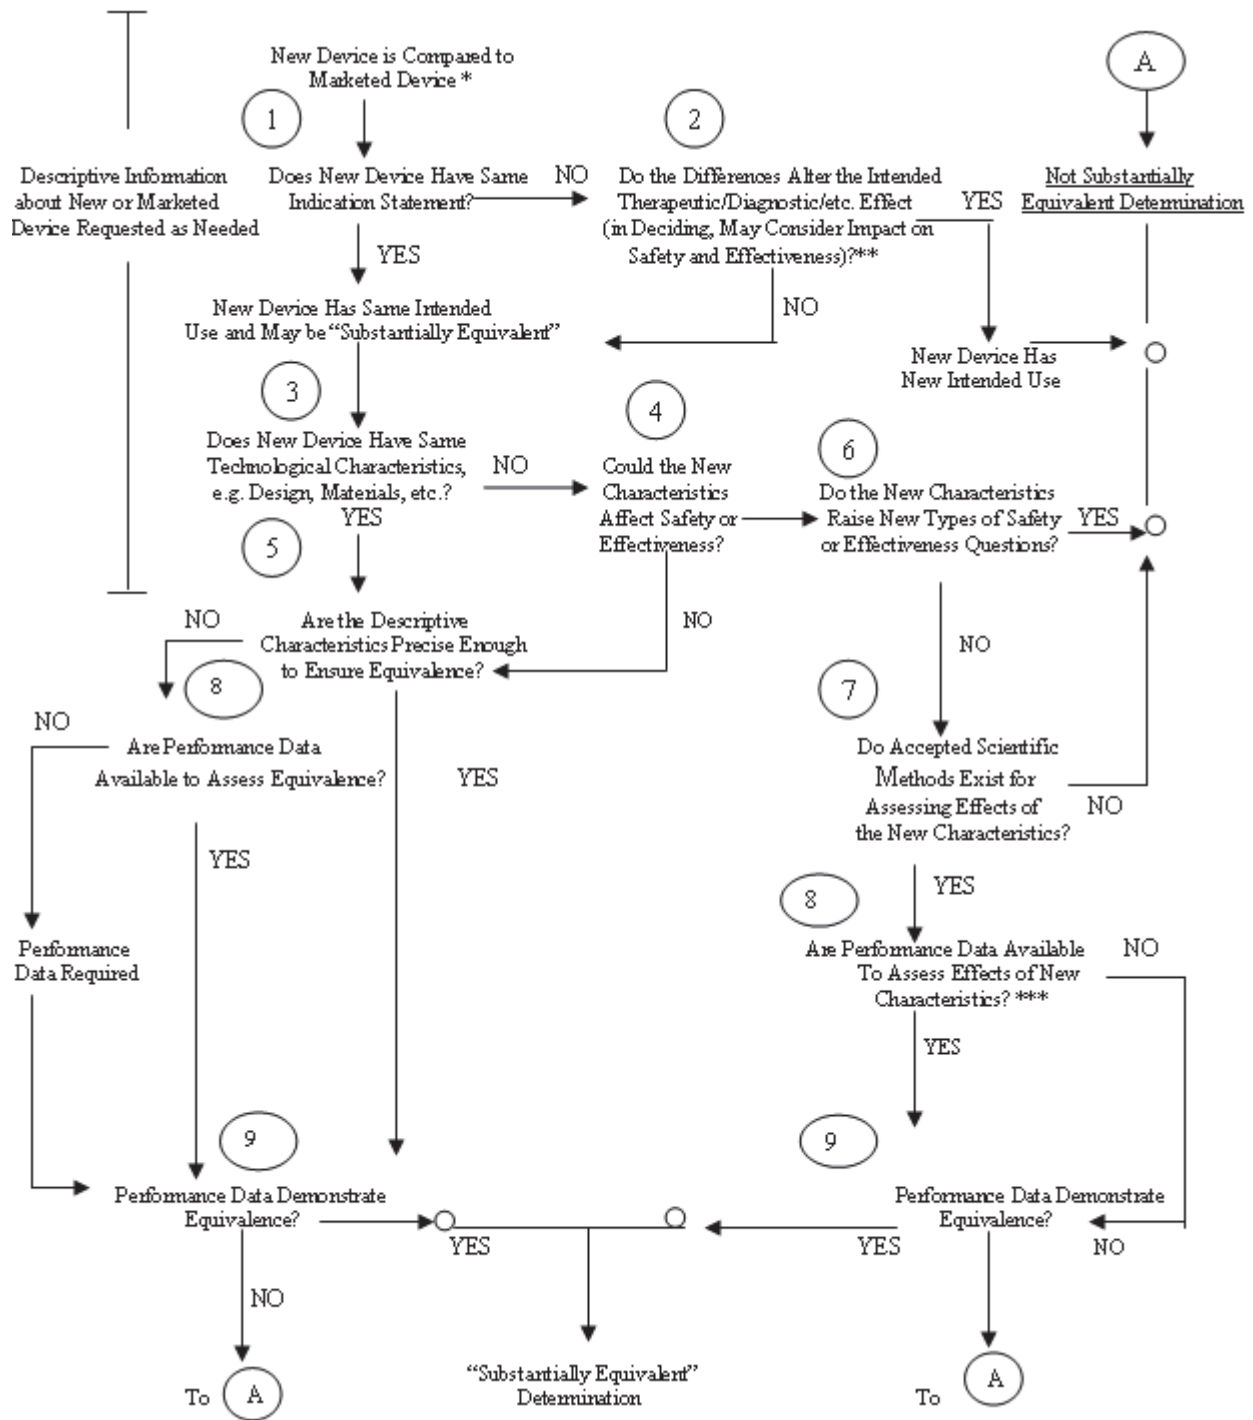 New Device is Compared to
Marketed Device *
A
1
2
Descriptive Information
about New or Marketed
Device Requested as Needed
Does New Device Have Same
Indication Statement?
NO
Do the Differences Alter the Intended
Therapeutic/Diagnostic/etc. Effect
(in Deciding, May Consider Impact on
Safety and Effectiveness)?**
YES
Not Substantially
Equivalent Determination
YES
NO
New Device Has Same Intended
Use and May be “Substantially Equivalent”
New Device Has
New Intended Use
3
4
6
Does New Device Have Same
Technological Characteristics,
e.g. Design, Materials, etc.?
NO
Could the New
Characteristics
Affect Safety or
Effectiveness?
Do the New Characteristics
Raise New Types of Safety
or Effectiveness Questions?
YES
YES
5
NO
Are the Descriptive
Characteristics Precise Enough
to Ensure Equivalence?
NO
NO
8
7
NO
Are Performance Data
Available to Assess Equivalence?
YES
Do Accepted Scientific
Methods Exist for
Assessing Effects of
the New Characteristics?
NO
YES
YES
8
Performance
Data Required
Are Performance Data Available
To Assess Effects of New
Characteristics? ***
NO
YES
9
9
Performance Data Demonstrate
Equivalence?
YES
Performance Data Demonstrate
Equivalence?
YES
NO
NO
To
A
“Substantially Equivalent”
Determination
To
A